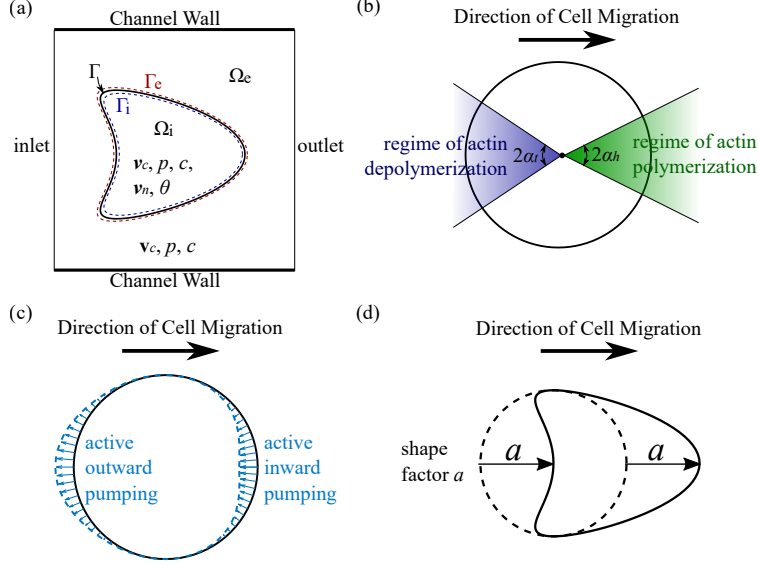 (a)
Channel Wall
Γ
Γe
Γi
Ωe
Ωi
inlet
outlet
vc, p, c,
vn, θ
vc, p, c
Channel Wall
(b)
Direction of Cell Migration
regime of actin
depolymerization
2αt
2αh
regime of actin
polymerization
(c)
Direction of Cell Migration
active
outward
pumping
active
inward
pumping
(d)
Direction of Cell Migration
shape
factor a
a
a